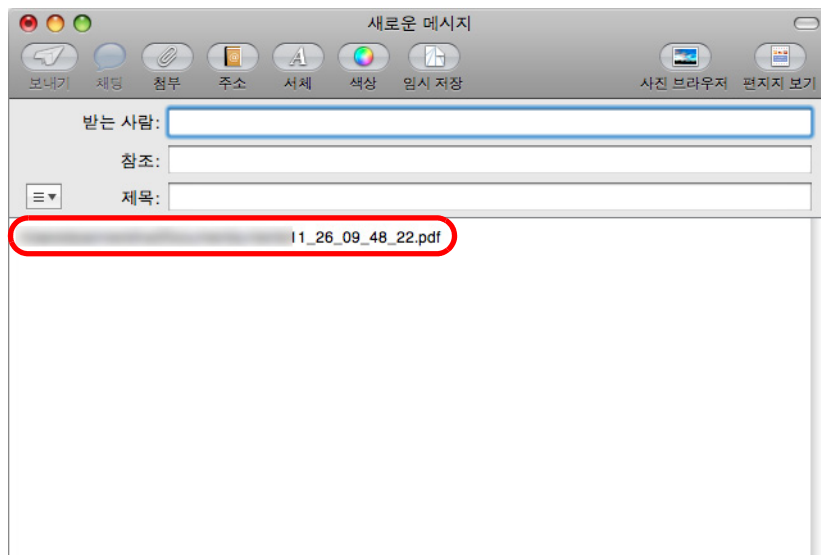 새로운 메시지
보내기 채팅 첨부 주소 서체 색상 임시 저장 사진 브라우저 편지지 보기
받는 사람:
참조:
제목:
11_26_09_48_22.pdf